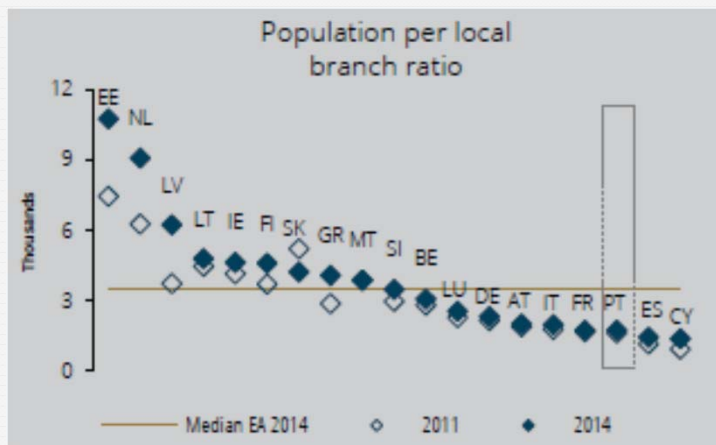 Population per local
branch ratio
Thousands
12
9
6
3
0
EE
NL
LV
LT
IE
FI
SK
GR
MT
SI
BE
LU
DE
AT
IT
FR
PT
ES
CY
Median EA 2014
2011
2014